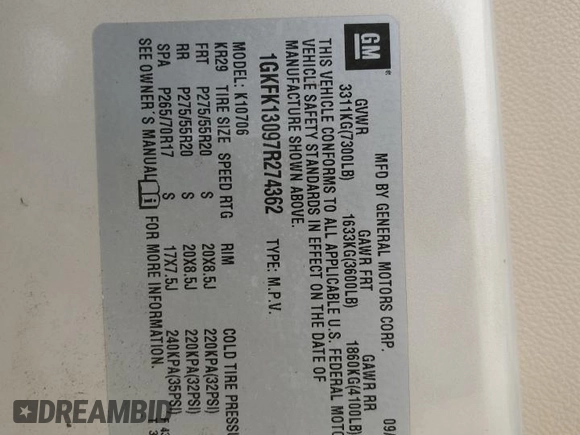 GM
®
MFD BY GENERAL MOTORS CORP. 09/
GVWR GAWR FRT GAWR RR
3311KG(7300LB) 1633KG(3600LB) 1860KG(4100LB)
THIS VEHICLE CONFORMS TO ALL APPLICABLE U.S. FEDERAL MOTO
VEHICLE SAFETY STANDARDS IN EFFECT ON THE DATE OF
MANUFACTURE SHOWN ABOVE.
1GKFK13097R274362 TYPE: M.P.V.
MODEL: K10706
KR29 TIRE SIZE SPEED RTG RIM COLD TIRE PRESSU
FRT P275/55R20 S 20X8.5J 220KPA(32PSI)
RR P275/55R20 S 20X8.5J 220KPA(32PSI)
SPA P265/70R17 S 17X7.5J 240KPA(35PSI)
SEE OWNER'S MANUAL i FOR MORE INFORMATION.
DREAMBID